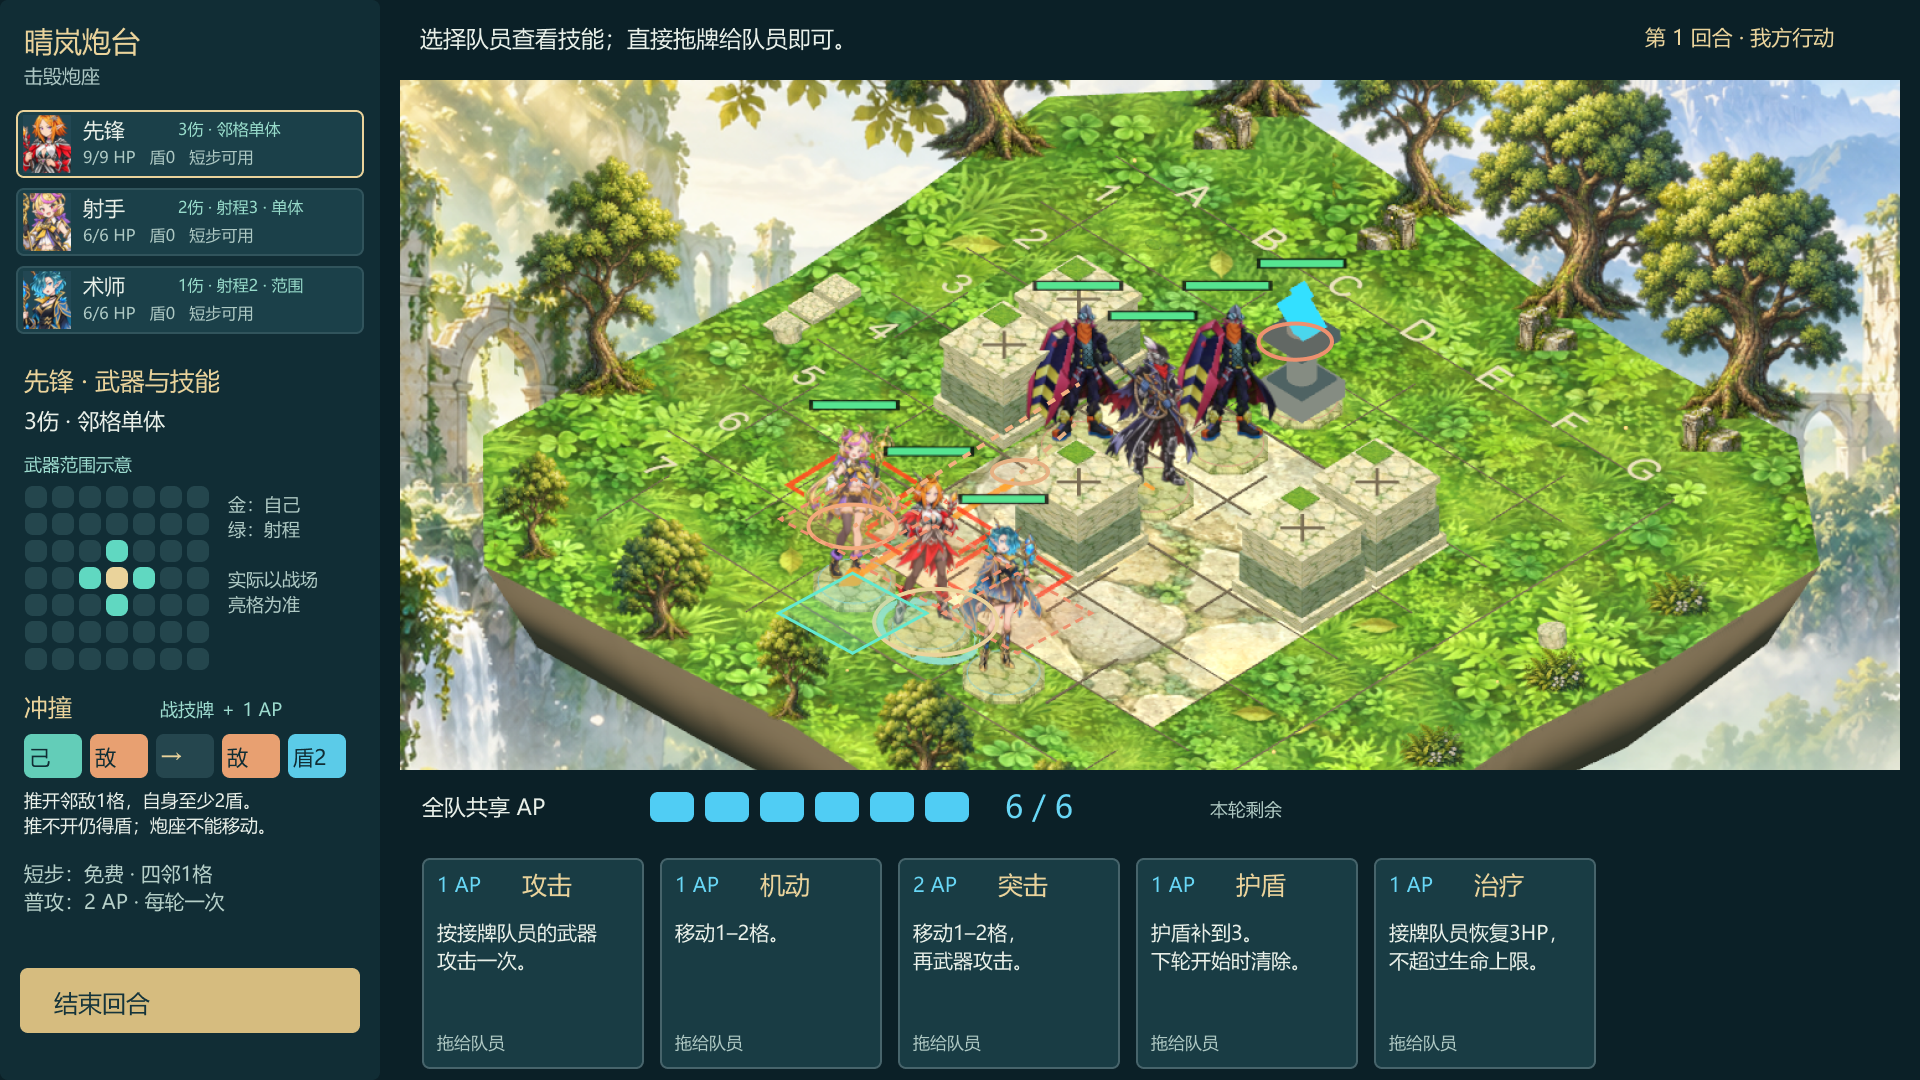 晴岚炮台
击毁炮座
选择队员查看技能；直接拖牌给队员即可。
第 1 回合 · 我方行动
先锋
3伤 · 邻格单体
9/9 HP 盾0 短步可用
射手
2伤 · 射程3 · 单体
6/6 HP 盾0 短步可用
术师
1伤 · 射程2 · 范围
6/6 HP 盾0 短步可用
先锋 · 武器与技能
3伤 · 邻格单体
武器范围示意
金：自己
绿：射程
实际以战场
亮格为准
冲撞
战技牌 + 1 AP
己 敌 → 敌 盾2
推开邻敌1格，自身至少2盾。
推不开仍得盾；炮座不能移动。
短步：免费 · 四邻1格
普攻：2 AP · 每轮一次
结束回合
1 A
2 B
3 C
4 D
5 E
6 F
7 G
全队共享 AP
6 / 6
本轮剩余
1 AP 攻击
按接牌队员的武器
攻击一次。
拖给队员
1 AP 机动
移动1–2格。
拖给队员
2 AP 突击
移动1–2格，
再武器攻击。
拖给队员
1 AP 护盾
护盾补到3。
下轮开始时清除。
拖给队员
1 AP 治疗
接牌队员恢复3HP，
不超过生命上限。
拖给队员